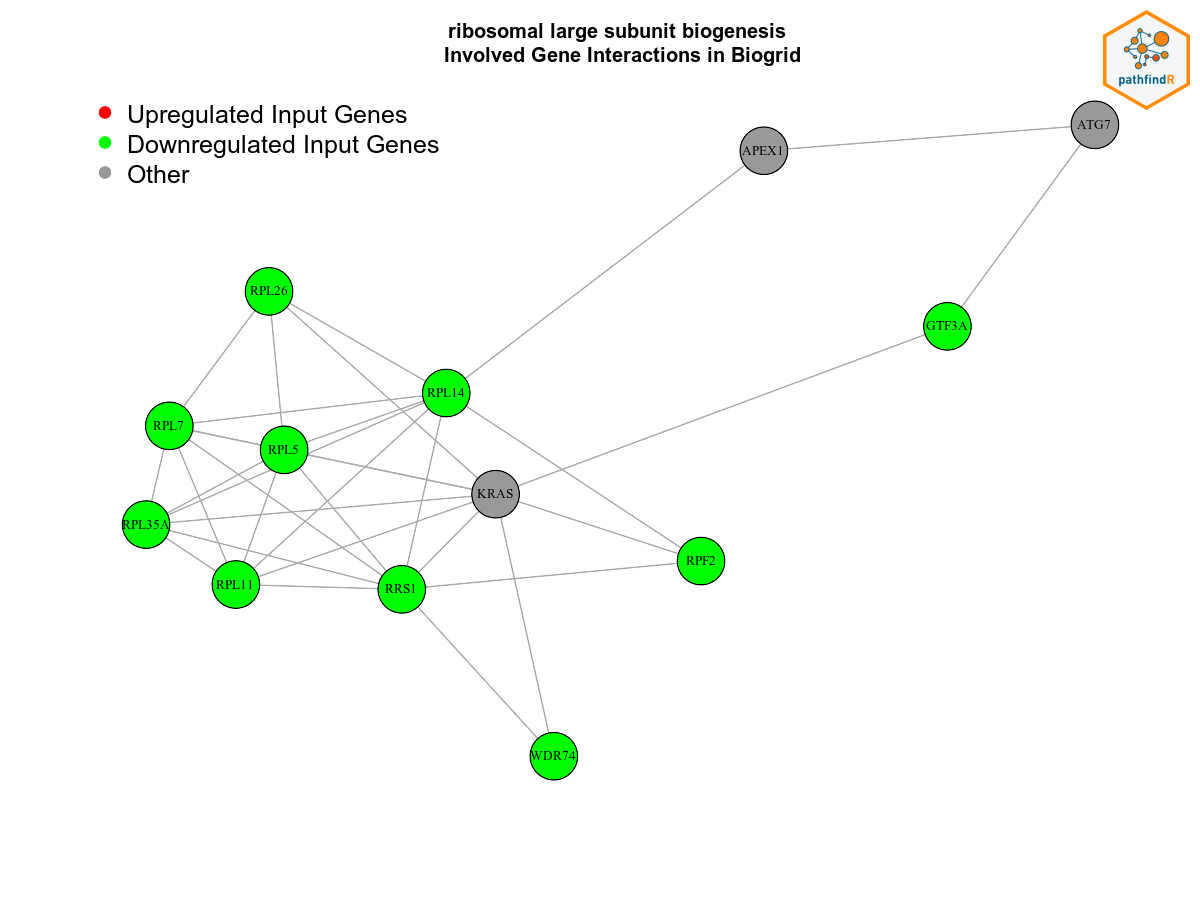 ribosomal large subunit biogenesis
Involved Gene Interactions in Biogrid
pathfindR
Upregulated Input Genes
Downregulated Input Genes
Other
ATG7
APEX1
RPL26
GTF3A
RPL14
RPL7
RPL5
KRAS
RPL35A
RPF2
RPL11
RRS1
WDR74